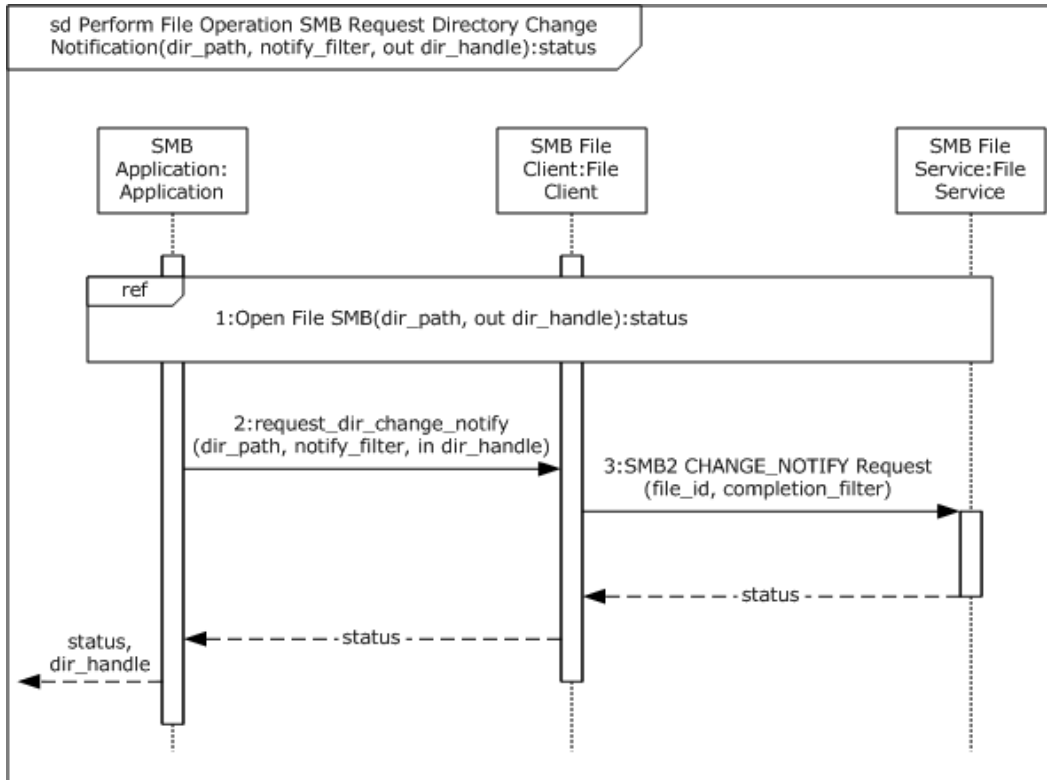 sd Perform File Operation SMB Request Directory Change
Notification(dir_path, notify_filter, out dir_handle):status
SMB
Application:
Application
SMB File
Client:File
Client
SMB File
Service:File
Service
ref
1:Open File SMB(dir_path, out dir_handle):status
2:request_dir_change_notify
(dir_path, notify_filter, in dir_handle)
3:SMB2 CHANGE_NOTIFY Request
(file_id, completion_filter)
status
status
status,
dir_handle